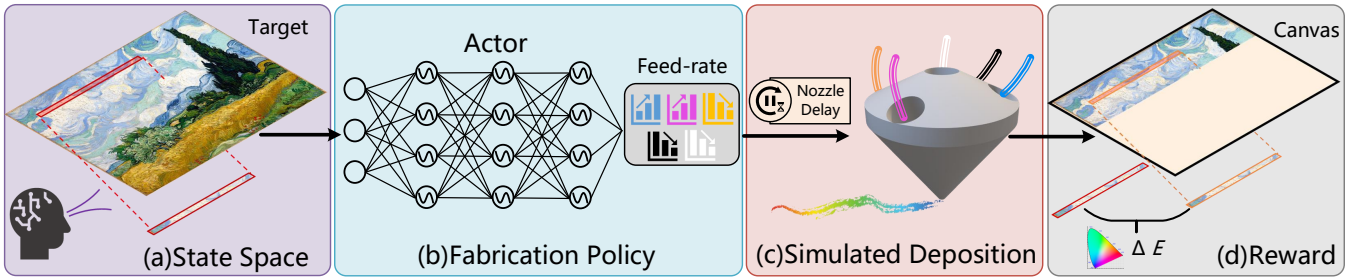 Target
(a)State Space
Actor
Feed-rate
(b)Fabrication Policy
Nozzle
Delay
(c)Simulated Deposition
Canvas
Δ E
(d)Reward